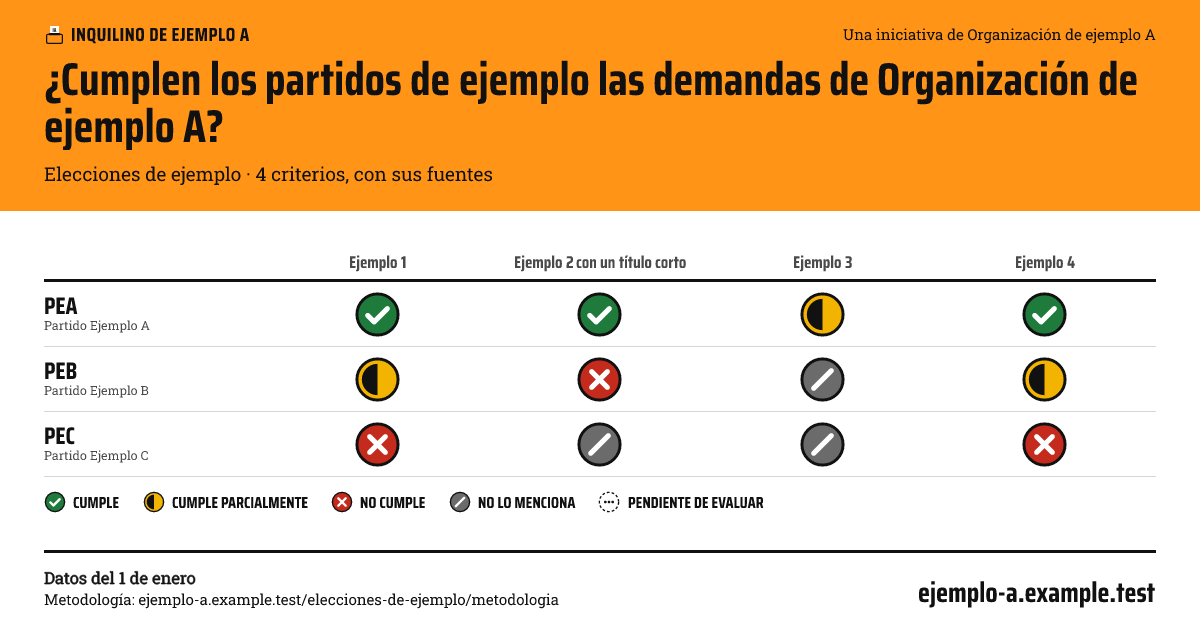 INQUILINO DE EJEMPLO A
Una iniciativa de Organización de ejemplo A
¿Cumplen los partidos de ejemplo las demandas de Organización de
ejemplo A?
Elecciones de ejemplo · 4 criterios, con sus fuentes
Ejemplo 1
Ejemplo 2 con un título corto
Ejemplo 3
Ejemplo 4
PEA
Partido Ejemplo A
PEB
Partido Ejemplo B
PEC
Partido Ejemplo C
CUMPLE
CUMPLE PARCIALMENTE
NO CUMPLE
NO LO MENCIONA
PENDIENTE DE EVALUAR
Datos del 1 de enero
Metodología: ejemplo-a.example.test/elecciones-de-ejemplo/metodologia
ejemplo-a.example.test